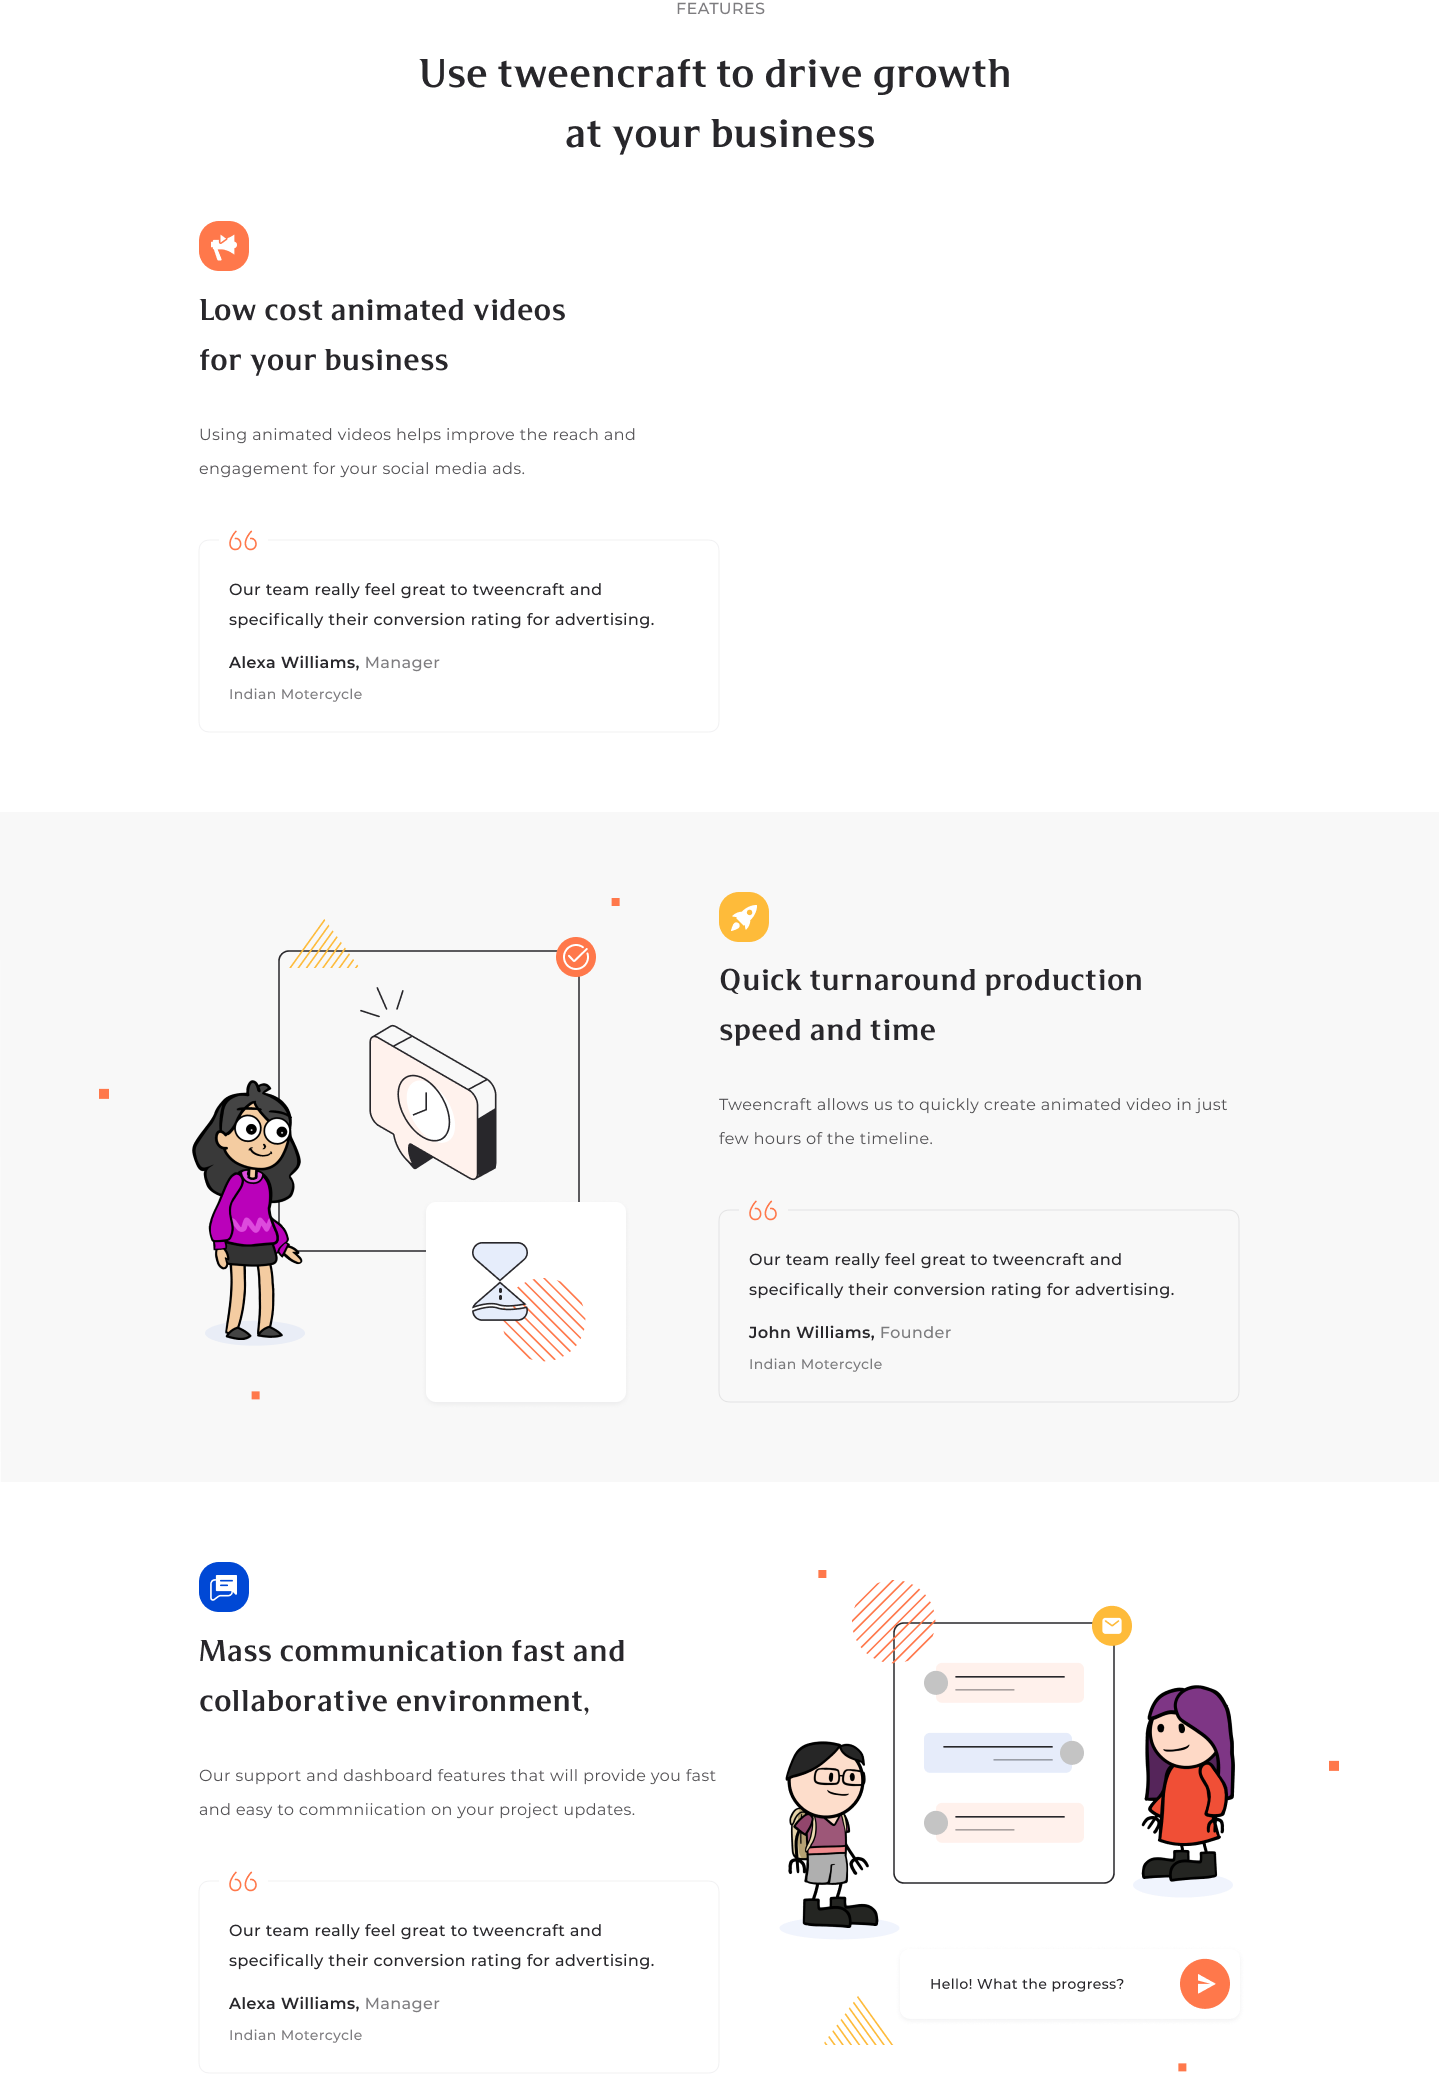 FEATURES
Use tweencraft to drive growth
at your business
Low cost animated videos
for your business
Using animated videos helps improve the reach and
engagement for your social media ads.
Our team really feel great to tweencraft and
specifically their conversion rating for advertising.
Alexa Williams, Manager
Indian Motercycle
Quick turnaround production
speed and time
Tweencraft allows us to quickly create animated video in just
few hours of the timeline.
Our team really feel great to tweencraft and
specifically their conversion rating for advertising.
John Williams, Founder
Indian Motercycle
Mass communication fast and
collaborative environment,
Our support and dashboard features that will provide you fast
and easy to commniication on your project updates.
Our team really feel great to tweencraft and
specifically their conversion rating for advertising.
Alexa Williams, Manager
Indian Motercycle
Hello! What the progress?